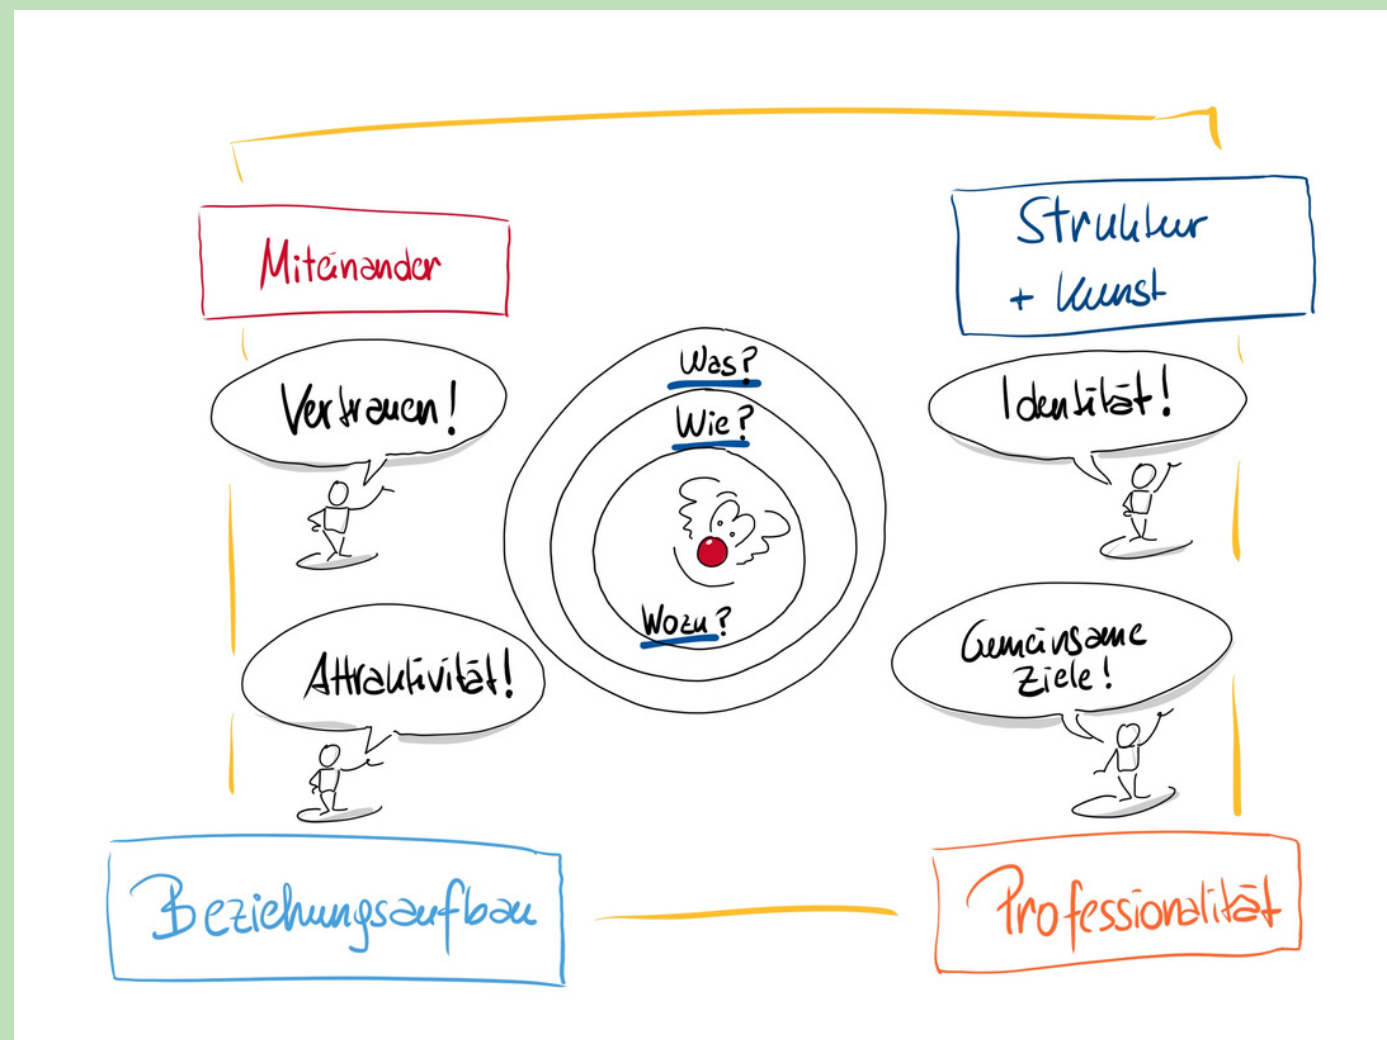 Miteinander
Struktur
+ Kunst
Was?
Wie?
Wozu?
Vertrauen!
Identität!
Attraktivität!
Gemeinsame
Ziele!
Beziehungsaufbau
Professionalität